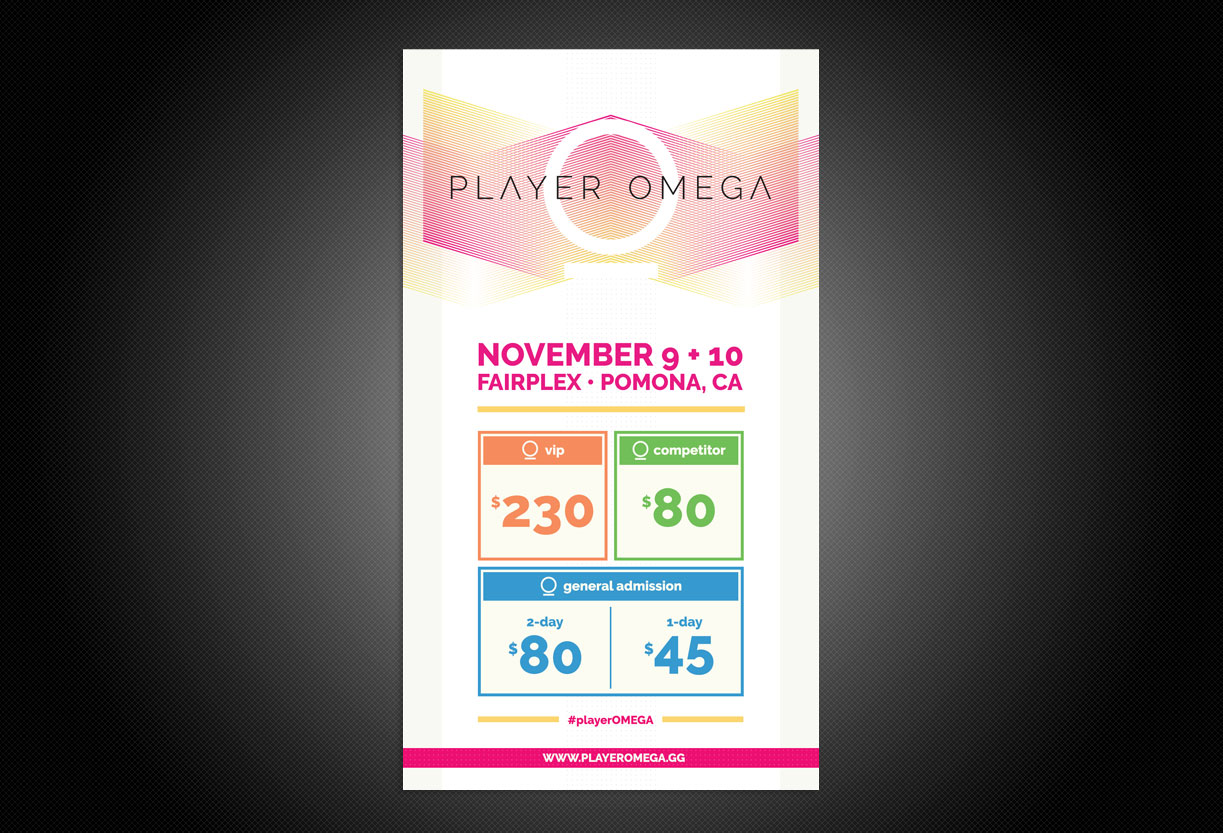 PLAYER OMEGA
NOVEMBER 9 + 10
FAIRPLEX • POMONA, CA
vip
$230
competitor
$80
general admission
2-day
$80
1-day
$45
#playerOMEGA
WWW.PLAYEROMEGA.GG